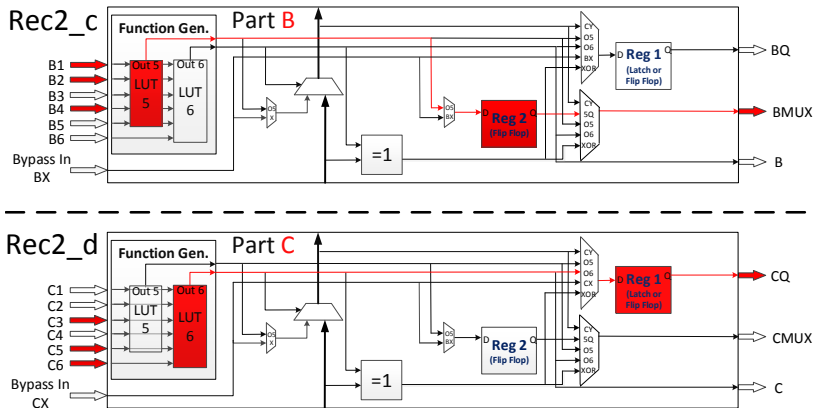 Rec2_c
Function Gen.
Part B
Out 5
Out 6
LUT
5
LUT
6
B1
B2
B3
B4
B5
B6
Bypass In
BX
O5
X
=1
O5
BX
D
Q
Reg 2
(Flip Flop)
CY
O5
O6
BX
XOR
D
Q
Reg 1
(Latch or
Flip Flop)
CY
5Q
O5
O6
XOR
BQ
BMUX
B
Rec2_d
Function Gen.
Part C
Out 5
Out 6
LUT
5
LUT
6
C1
C2
C3
C4
C5
C6
Bypass In
CX
O5
X
=1
O5
BX
D
Q
Reg 2
(Flip Flop)
CY
O5
O6
CX
XOR
D
Q
Reg 1
(Latch or
Flip Flop)
CY
5Q
O5
O6
XOR
CQ
CMUX
C